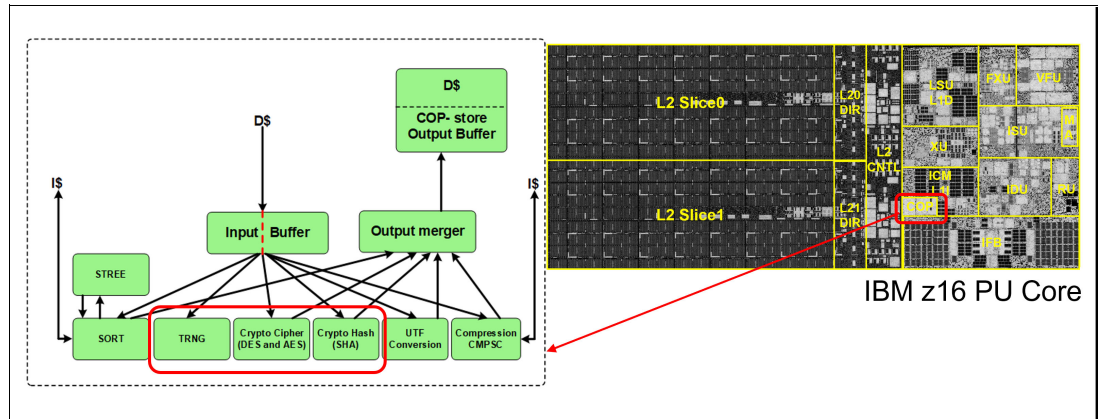 D$
COP- store
Output Buffer
D$
I$
I$
Input Buffer
Output merger
STREE
SORT
TRNG
Crypto Cipher
(DES and AES)
Crypto Hash
(SHA)
UTF
Conversion
Compression
CMPSC
L2 Slice0
L20
DIR
L2
CNTL
L2 Slice1
L21
DIR
LSU
L1D
FXU
VFU
ISU
M
A
XU
ICM
L1I
COP
IDU
RU
IFB
IBM z16 PU Core